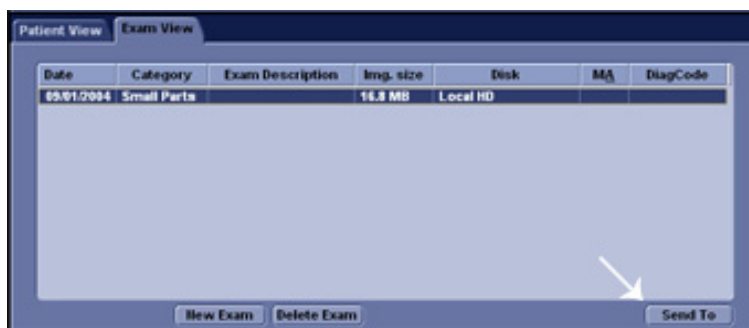 Patient View Exam View
Date Category Exam Description Img. size Disk MA DiagCode
09/01/2004 Small Parts 16.8 MB Local HD
New Exam Delete Exam Send To